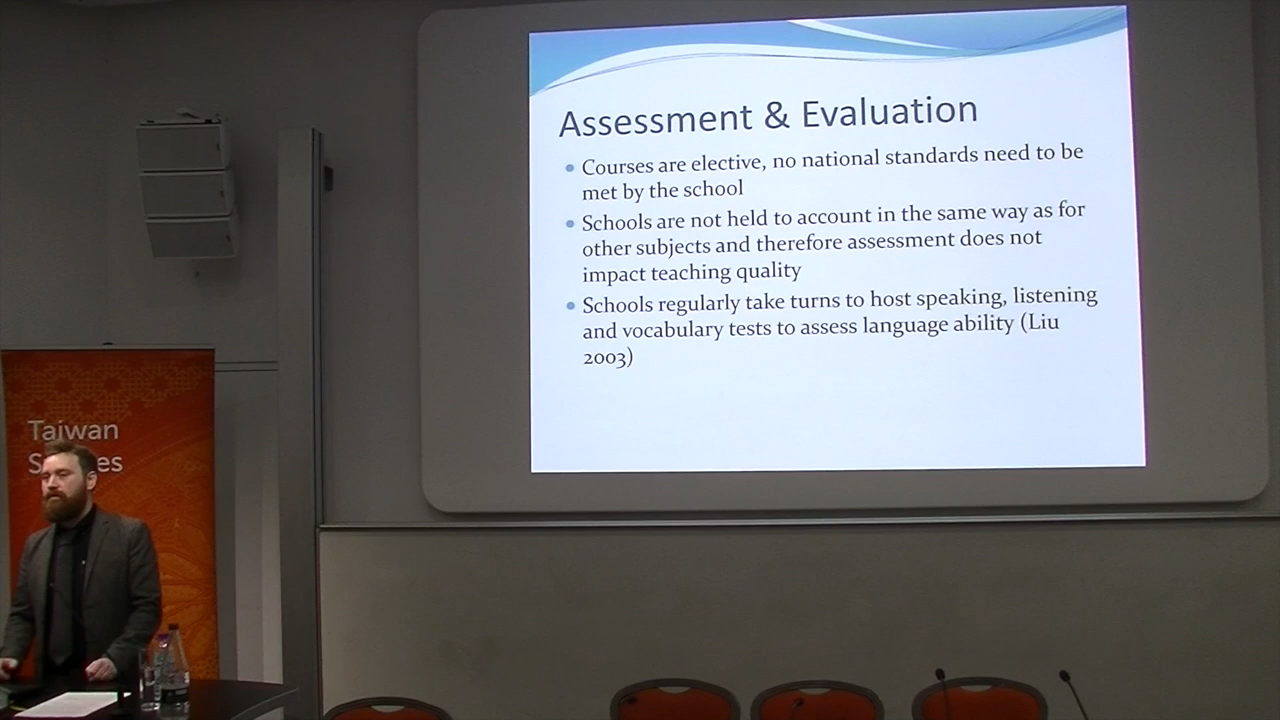 Assessment & Evaluation
Courses are elective, no national standards need to be
met by the school
Schools are not held to account in the same way as for
other subjects and therefore assessment does not
impact teaching quality
Schools regularly take turns to host speaking, listening
and vocabulary tests to assess language ability (Liu
2003)
Taiwan
S es